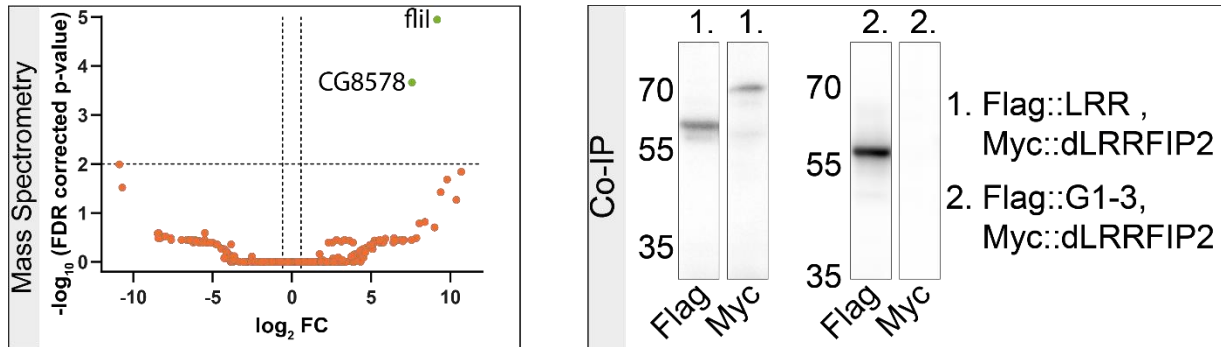 Mass Spectrometry
-log10 (FDR corrected p-value)
5
4
3
2
1
0
fliI
CG8578
-10
-5
0
5
10
log2 FC
Co-IP
1.
1.
70
55
35
Flag
Myc
2.
2.
70
55
35
Flag
Myc
1. Flag::LRR ,
Myc::dLRRFIP2
2. Flag::G1-3,
Myc::dLRRFIP2